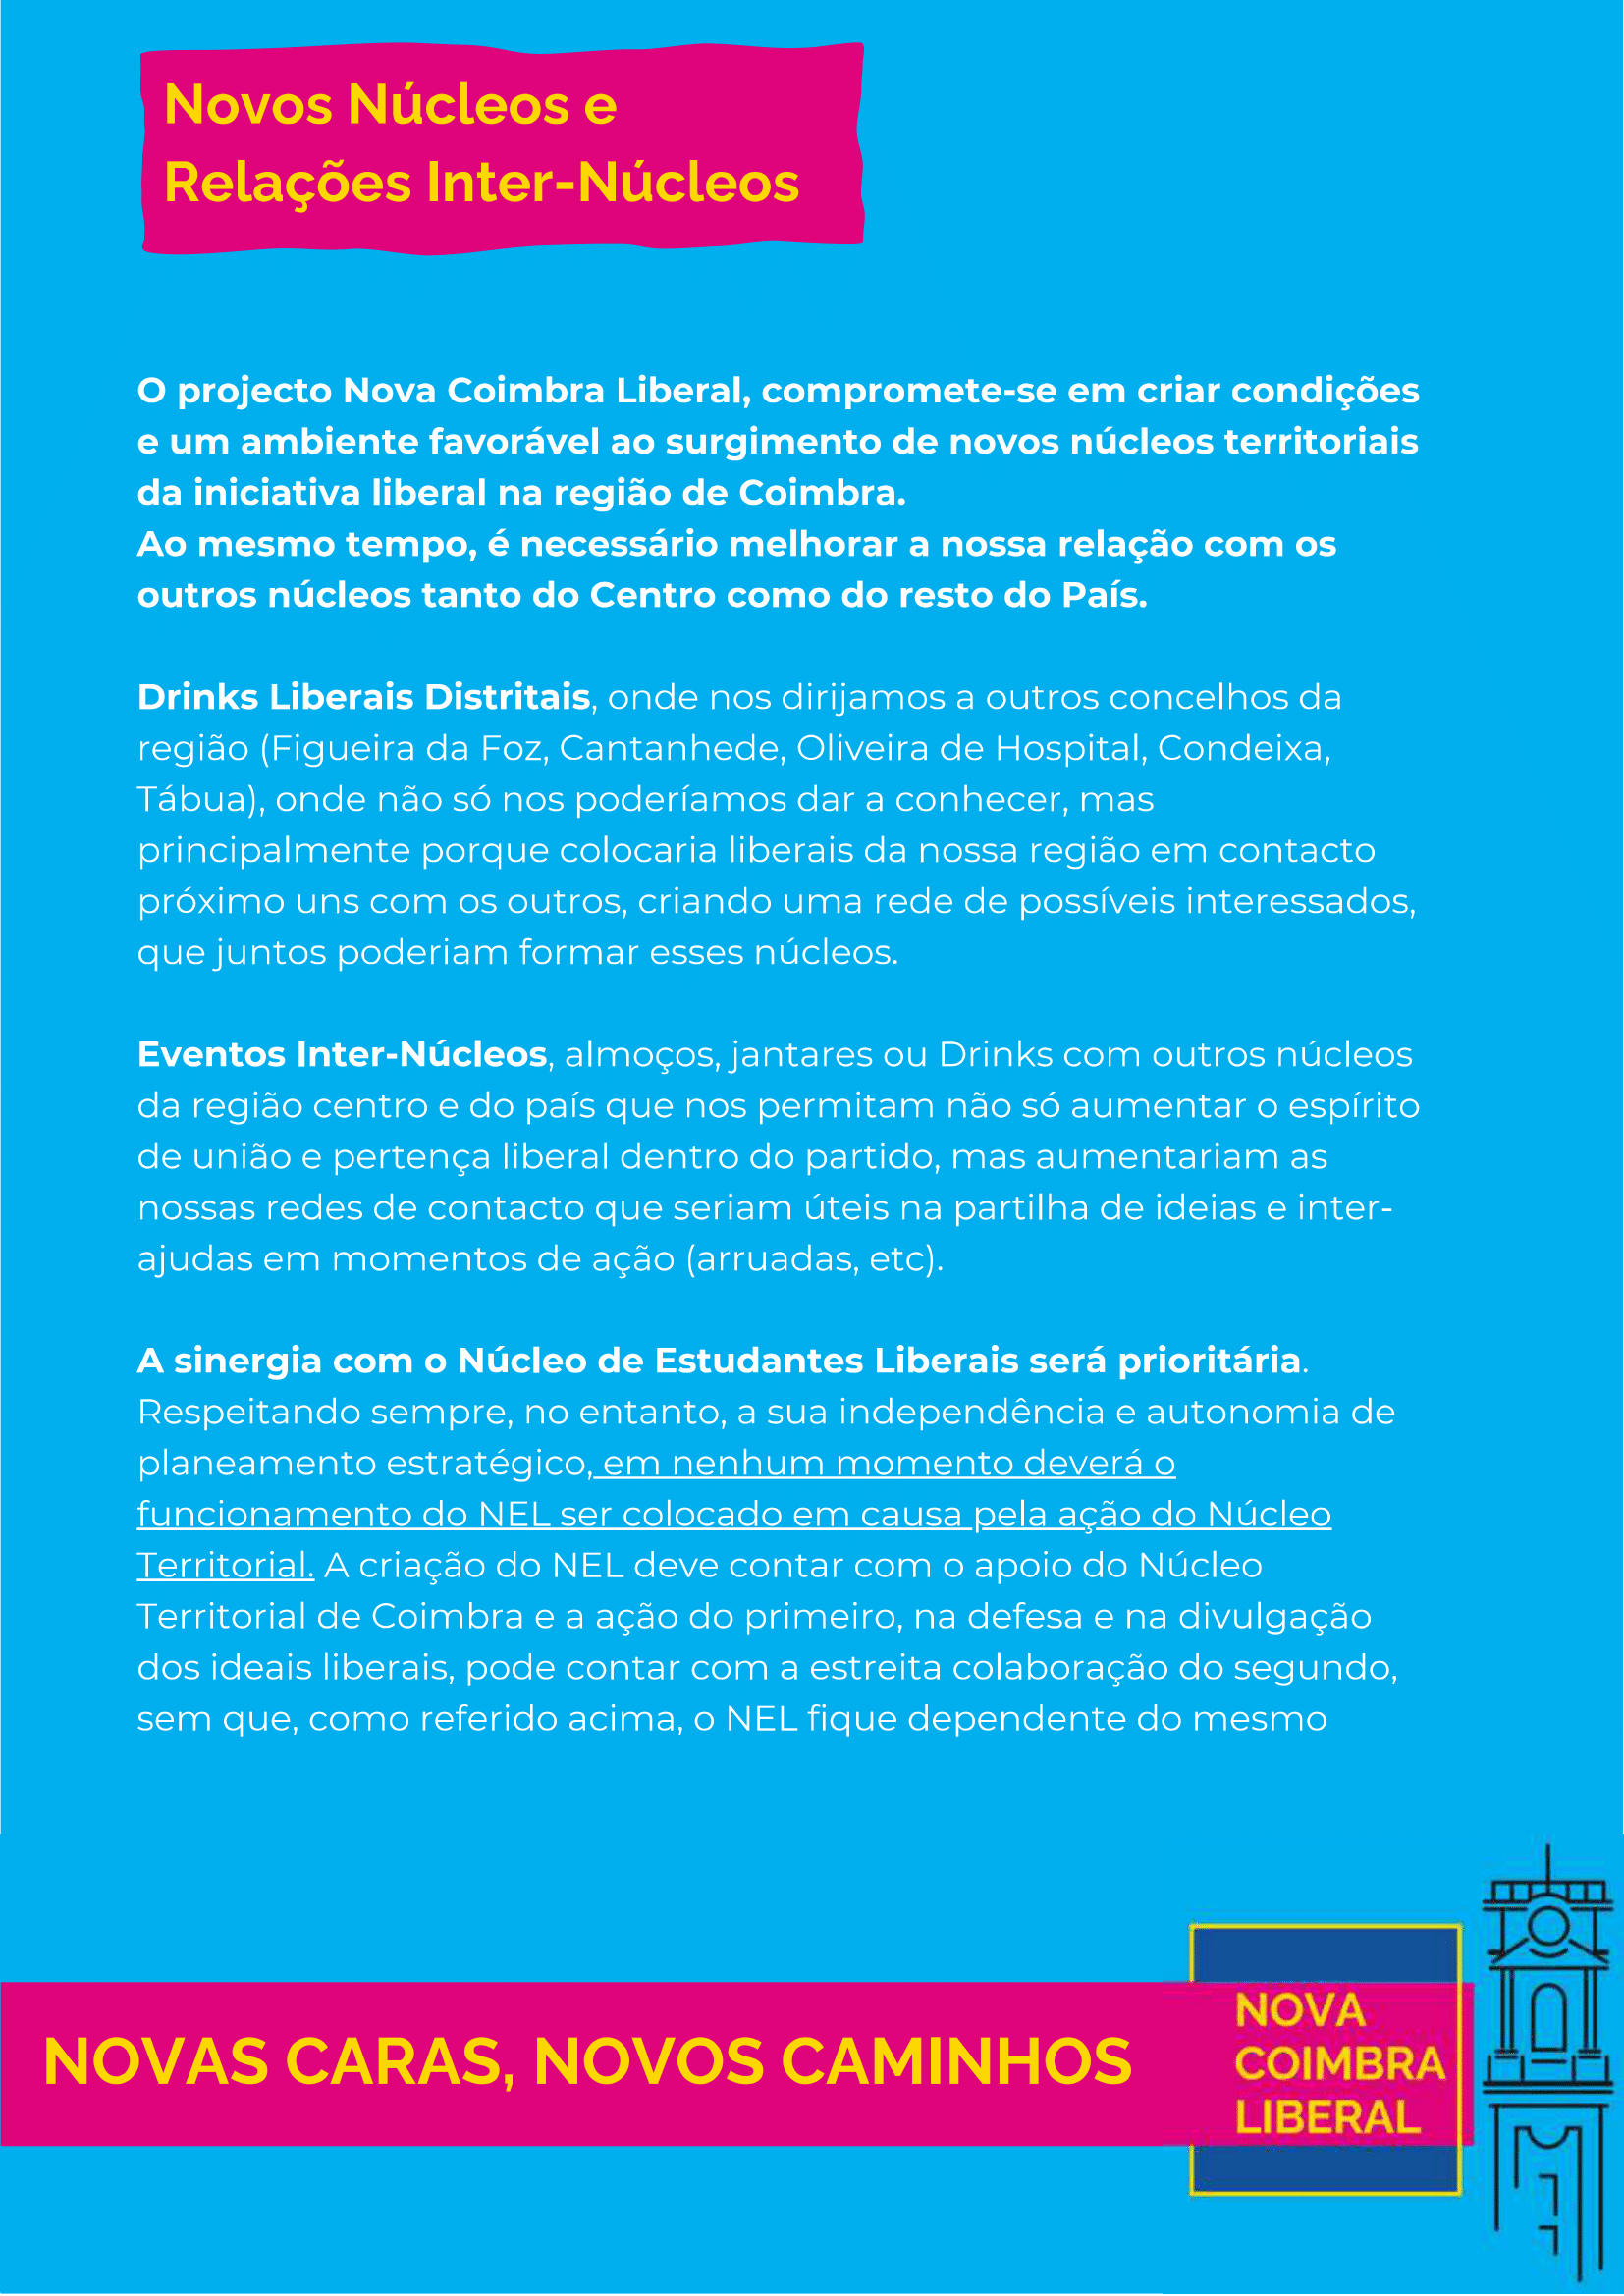 Novos Núcleos e
Relações Inter-Núcleos
O projecto Nova Coimbra Liberal, compromete-se em criar condições
e um ambiente favorável ao surgimento de novos núcleos territoriais
da iniciativa liberal na região de Coimbra.
Ao mesmo tempo, é necessário melhorar a nossa relação com os
outros núcleos tanto do Centro como do resto do País.
Drinks Liberais Distritais, onde nos dirijamos a outros concelhos da
região (Figueira da Foz, Cantanhede, Oliveira de Hospital, Condeixa,
Tábua), onde não só nos poderíamos dar a conhecer, mas
principalmente porque colocaria liberais da nossa região em contacto
próximo uns com os outros, criando uma rede de possíveis interessados,
que juntos poderiam formar esses núcleos.
Eventos Inter-Núcleos, almoços, jantares ou Drinks com outros núcleos
da região centro e do país que nos permitam não só aumentar o espírito
de união e pertença liberal dentro do partido, mas aumentariam as
nossas redes de contacto que seriam úteis na partilha de ideias e inter-
ajudas em momentos de ação (arruadas, etc).
A sinergia com o Núcleo de Estudantes Liberais será prioritária.
Respeitando sempre, no entanto, a sua independência e autonomia de
planeamento estratégico, em nenhum momento deverá o
funcionamento do NEL ser colocado em causa pela ação do Núcleo
Territorial. A criação do NEL deve contar com o apoio do Núcleo
Territorial de Coimbra e a ação do primeiro, na defesa e na divulgação
dos ideais liberais, pode contar com a estreita colaboração do segundo,
sem que, como referido acima, o NEL fique dependente do mesmo
NOVAS CARAS, NOVOS CAMINHOS
NOVA
COIMBRA
LIBERAL